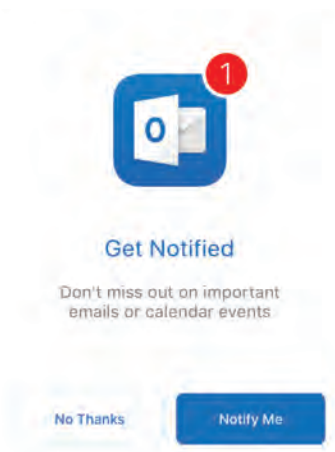 1
O
Get Notified
Don't miss out on important
emails or calendar events
No Thanks
Notify Me